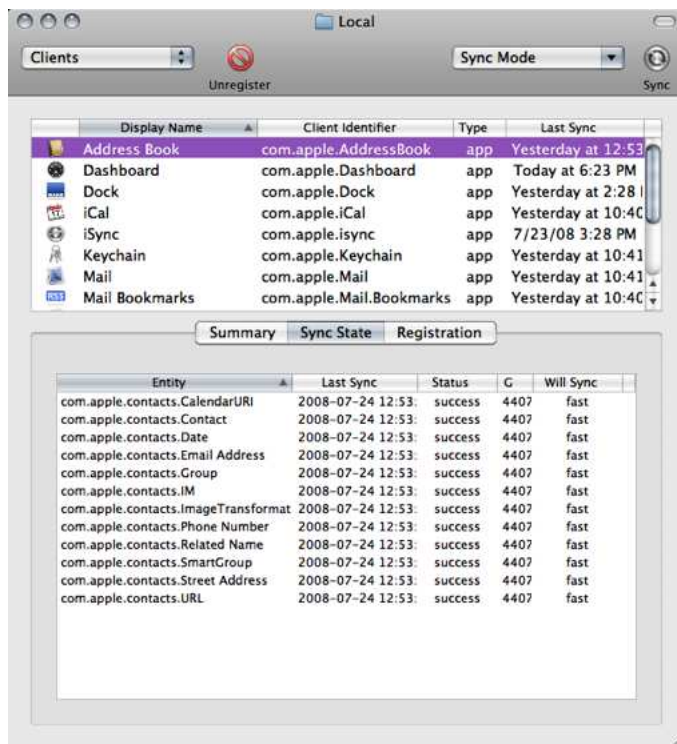 Local
Clients
Sync Mode
Unregister
Sync
Display Name Client Identifier Type Last Sync
Address Book com.apple.AddressBook app Yesterday at 12:53
Dashboard com.apple.Dashboard app Today at 6:23 PM
Dock com.apple.Dock app Yesterday at 2:28
17 iCal com.apple.iCal app Yesterday at 10:40
iSync com.apple.isync app 7/23/08 3:28 PM
Keychain com.apple.Keychain app Yesterday at 10:41
Mail com.apple.Mail app Yesterday at 10:41
RSS Mail Bookmarks com.apple.Mail.Bookmarks app Yesterday at 10:40
Summary Sync State Registration
Entity Last Sync Status G Will Sync
com.apple.contacts.CalendarURI 2008-07-24 12:53: success 4407 fast
com.apple.contacts.Contact 2008-07-24 12:53: success 4407 fast
com.apple.contacts.Date 2008-07-24 12:53: success 4407 fast
com.apple.contacts.Email Address 2008-07-24 12:53: success 4407 fast
com.apple.contacts.Group 2008-07-24 12:53: success 4407 fast
com.apple.contacts.IM 2008-07-24 12:53: success 4407 fast
com.apple.contacts.ImageTransformat 2008-07-24 12:53: success 4407 fast
com.apple.contacts.Phone Number 2008-07-24 12:53: success 4407 fast
com.apple.contacts.Related Name 2008-07-24 12:53: success 4407 fast
com.apple.contacts.SmartGroup 2008-07-24 12:53: success 4407 fast
com.apple.contacts.Street Address 2008-07-24 12:53: success 4407 fast
com.apple.contacts.URL 2008-07-24 12:53: success 4407 fast